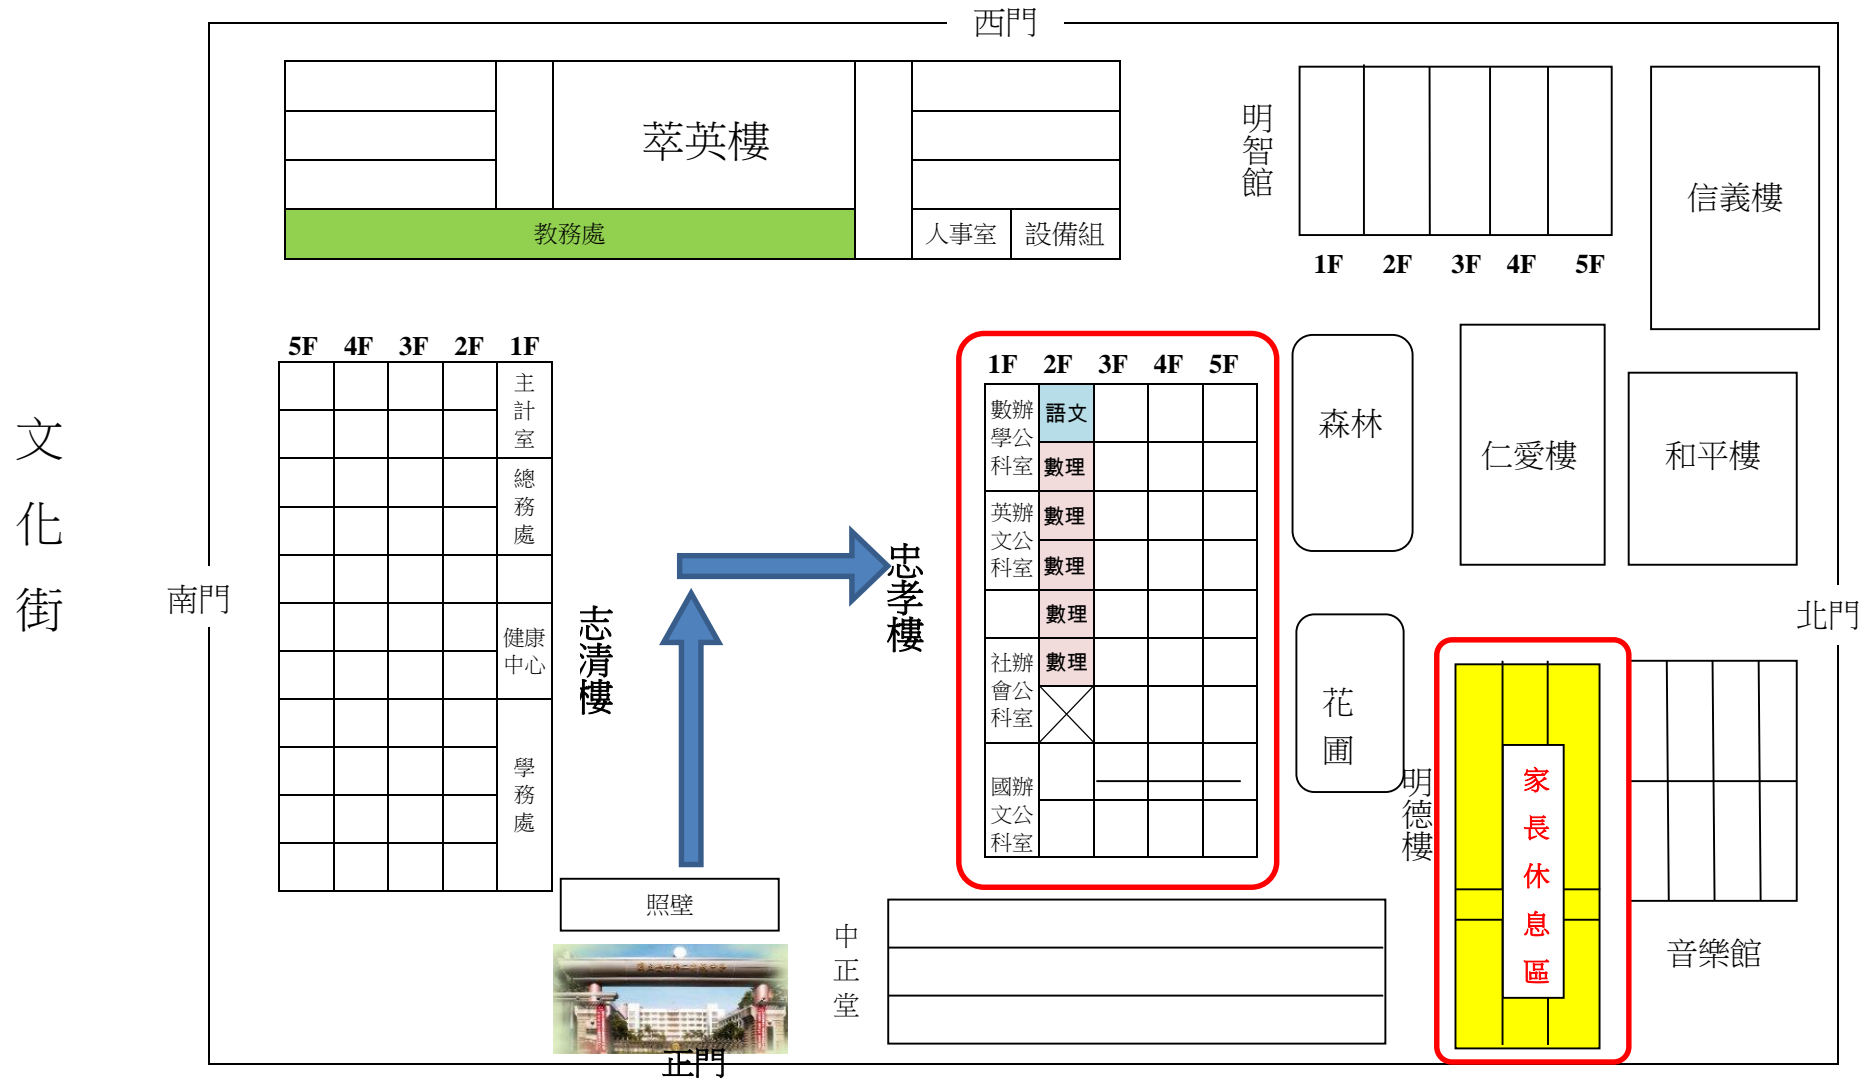 西門
萃英樓
教務處
人事室
設備組
明智館
1F 2F 3F 4F 5F
信義樓
文化街
南門
5F 4F 3F 2F 1F
主計室
總務處
健康
中心
學務處
志清樓
忠孝樓
1F 2F 3F 4F 5F
數學科辦公室
英文科辦公室
社會科辦公室
國文科辦公室
語文
數理
數理
數理
數理
數理
森林
花圃
仁愛樓
和平樓
北門
明德樓
家長休息區
音樂館
照壁
中正堂
正門